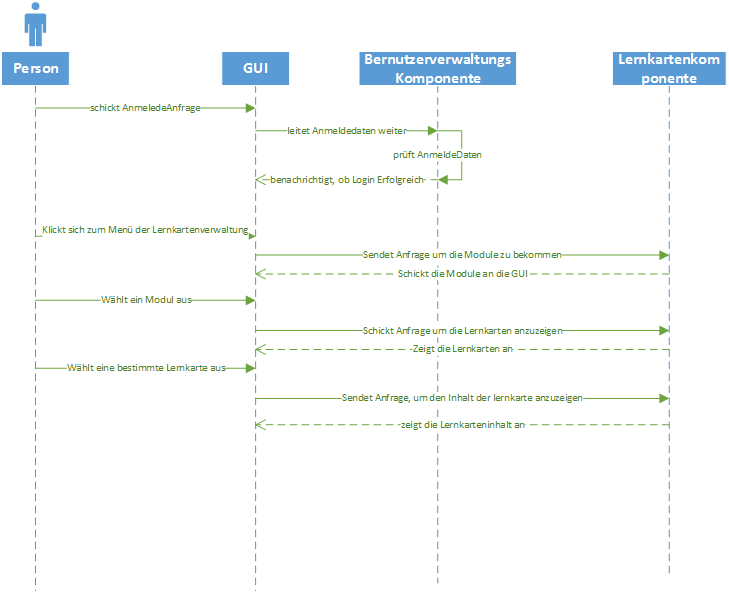 Person
GUI
Bernutzerverwaltungs
Komponente
Lernkartenkom
ponente
schickt AnmeledeAnfrage
leitet Anmeldedaten weiter
prüft AnmeldeDaten
benachrichtigt, ob Login Erfolgreich
Klickt sich zum Menü der Lernkartenverwaltung
Sendet Anfrage um die Module zu bekommen
Schickt die Module an die GUI
Wählt ein Modul aus
Schickt Anfrage um die Lernkarten anzuzeigen
Zeigt die Lernkarten an
Wählt eine bestimmte Lernkarte aus
Sendet Anfrage, um den Inhalt der lernkarte anzuzeigen
zeigt die Lernkarteninhalt an